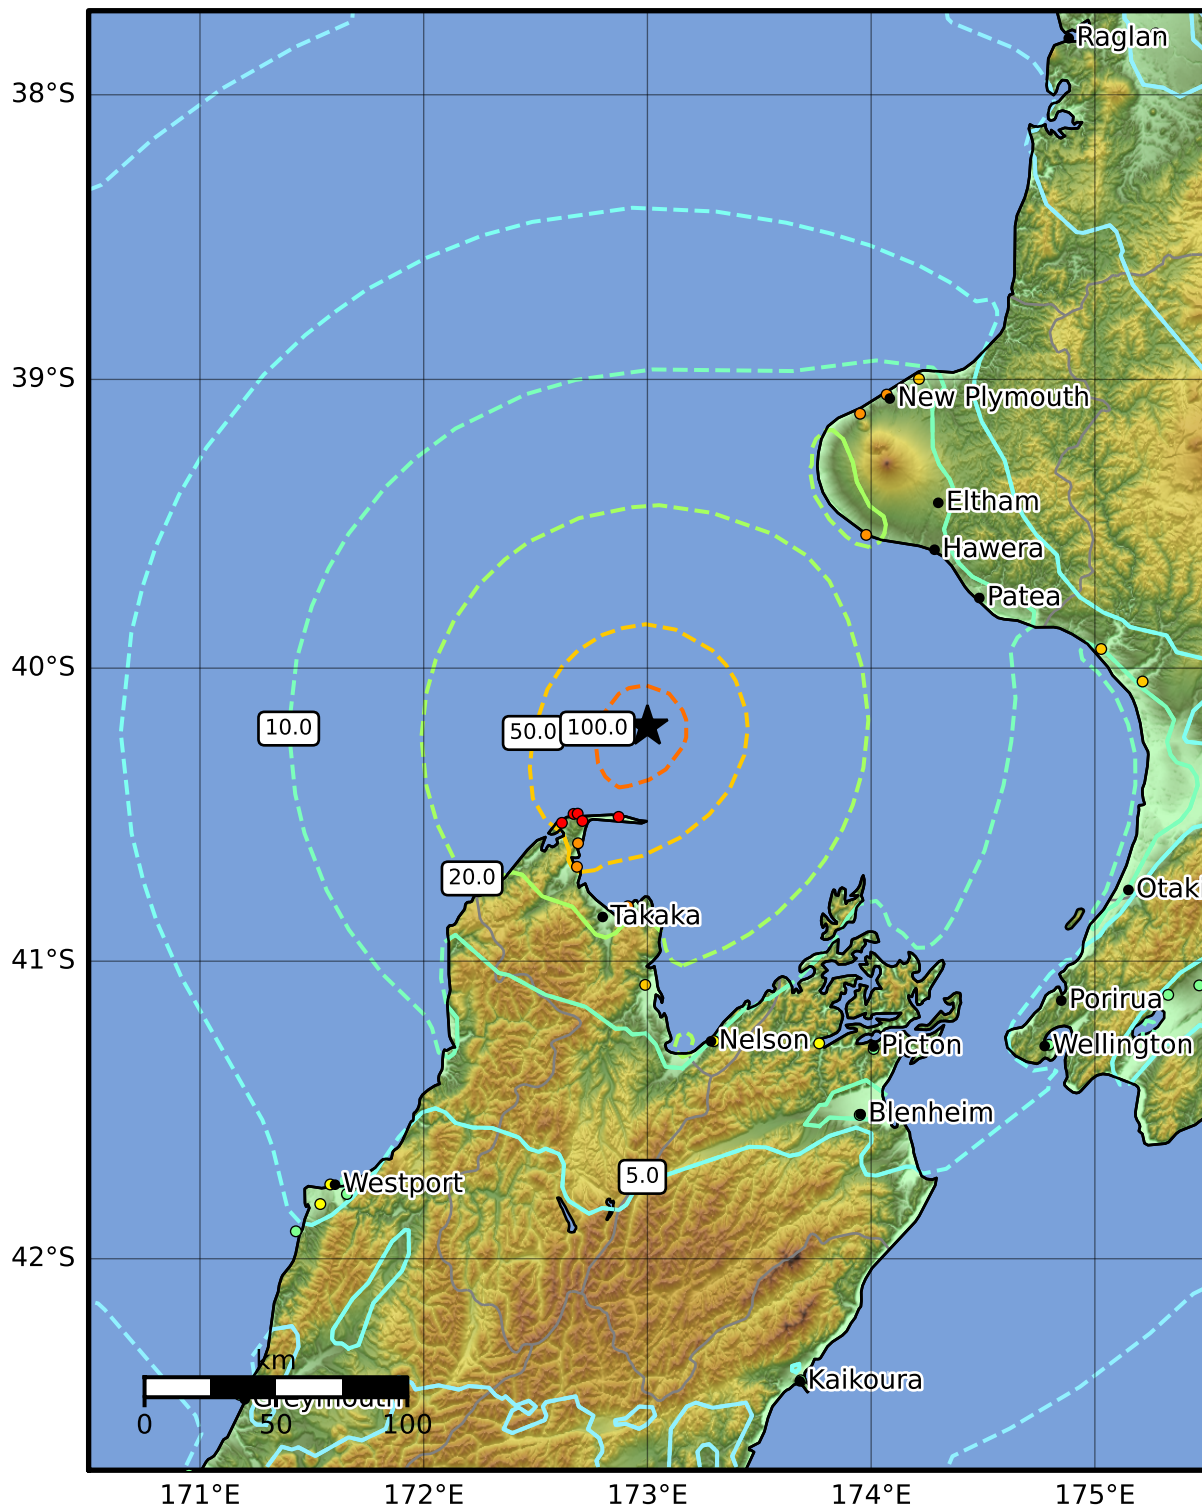 Raglan
38°S
39°S
New Plymouth
Eltham
Hawera
Patea
40°S
10.0
50.0
100.0
20.0
Otaki
Takaka
41°S
Porirua
Nelson
Picton
Wellington
Blenheim
5.0
Westport
42°S
km
Kaikoura
Greymouth
0
50
100
171°E
172°E
173°E
174°E
175°E